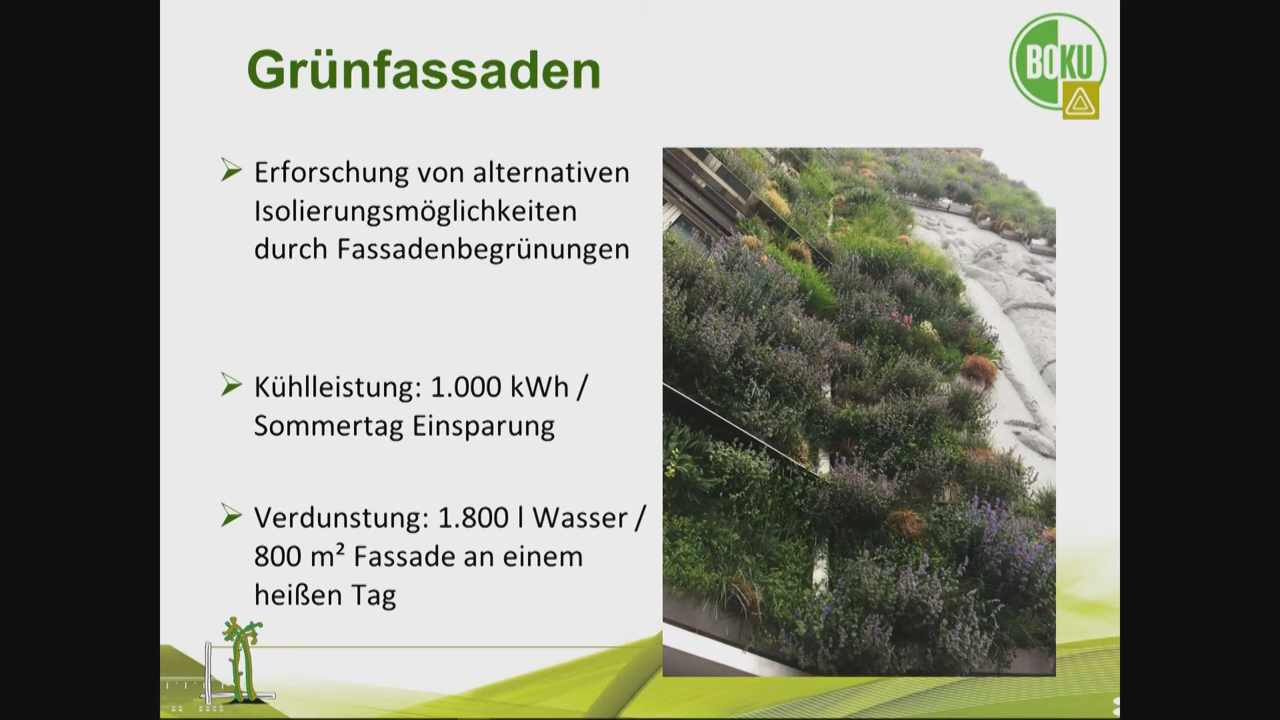 Grünfassaden
BOKU
Erforschung von alternativen
Isolierungsmöglichkeiten
durch Fassadenbegrünungen
Kühlleistung: 1.000 kWh /
Sommertag Einsparung
Verdunstung: 1.800 l Wasser /
800 m² Fassade an einem
heißen Tag